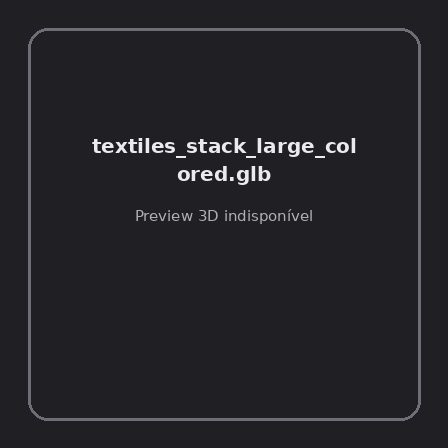 textiles_stack_large_col
ored.glb
Preview 3D indisponível